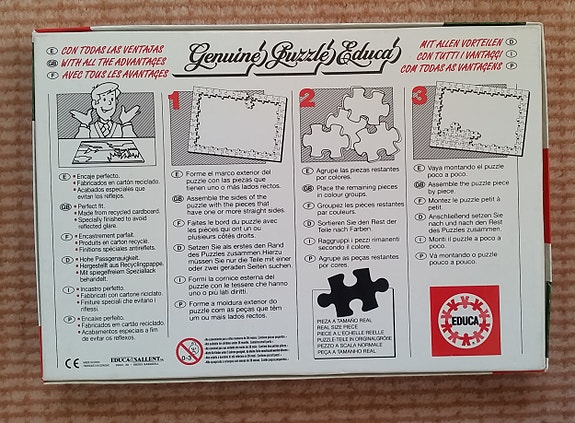 E CON TODAS LAS VENTAJAS
GB WITH ALL THE ADVANTAGES
F AVEC TOUS LES AVANTAGES
Genuine Puzzle Educa
MIT ALLEN VORTEILEN D
CON TUTTI I VANTAGGI I
COM TODAS AS VANTAGENS P
E • Encaje perfecto.
• Fabricados en cartón reciclado.
• Acabados especiales que
evitan los reflejos.
GB • Perfect fit.
• Made from recycled cardboard.
• Specially finished to avoid
reflected glare.
F • Encastrement parfait.
• Produits en carton recyclé.
• Finitions spéciales antireflets.
D • Hohe Passgenauigkeit.
• Hergestellt aus Recyclingpappe.
• Mit spiegelfreiem Speziallack
behandelt.
I • Incastro perfetto.
• Fabbricati con cartone riciclato.
• Finiture speciali che evitano i
riflessi.
P • Encaixe perfeito.
• Fabricados em cartão reciclado.
• Acabamentos especiais a fim
de evitar os reflexos.
1
E Forme el marco exterior del
puzzle con las piezas que
tienen uno o más lados rectos.
GB Assemble the sides of the
puzzle with the pieces that
have one or more straight sides.
F Faites le bord du puzzle avec
les pièces qui ont un ou
plusieurs côtés droits.
D Setzen Sie als erstes den Rand
des Puzzles zusammen. Hierzu
müssen Sie nur die Teile mit einer
oder zwei geraden Seiten suchen.
I Formi la cornice esterna del
puzzle con le tessere che hanno
uno o più lati diritti.
P Forme a moldura exterior do
puzzle com as peças que têm
um ou mais lados rectos.
2
E Agrupe las piezas restantes
por colores.
GB Place the remaining pieces
in colour groups.
F Groupez les pièces restantes
par couleurs.
D Sortieren Sie den Rest der
Teile nach Farben.
I Raggruppi i pezzi rimanenti
secondo il colore.
P Agrupe as peças restantes
por cores.
PIEZA A TAMAÑO REAL
REAL SIZE PIECE
PIECE A L'ECHELLE REELLE
PUZZLE-TEILE IN ORIGINALGRÖßE
PEZZO A SCALA NORMALE
PEÇA A TAMANHO REAL
3
E Vaya montando el puzzle
poco a poco.
GB Assemble the puzzle piece
by piece.
F Montez le puzzle petit à
petit.
D Anschließend setzen Sie
nach und nach den Rest
des Puzzles zusammen.
I Monti il puzzle a poco a
poco.
P Vá montando o puzzle
pouco a pouco.
EDUCA
CE
EDUCA SALLENT
0-3